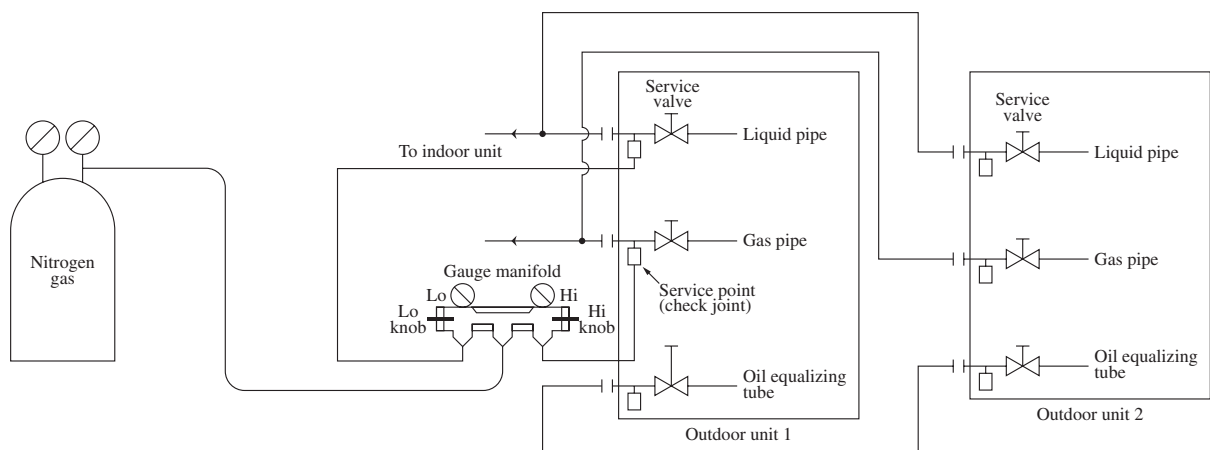 Service
valve
Service
valve
Liquid pipe
To indoor unit
Liquid pipe
Nitrogen
gas
Gas pipe
Gas pipe
Gauge manifold
Service point
(check joint)
Lo
Hi
Lo
knob
Hi
knob
Oil equalizing
tube
Oil equalizing
tube
Outdoor unit 1
Outdoor unit 2